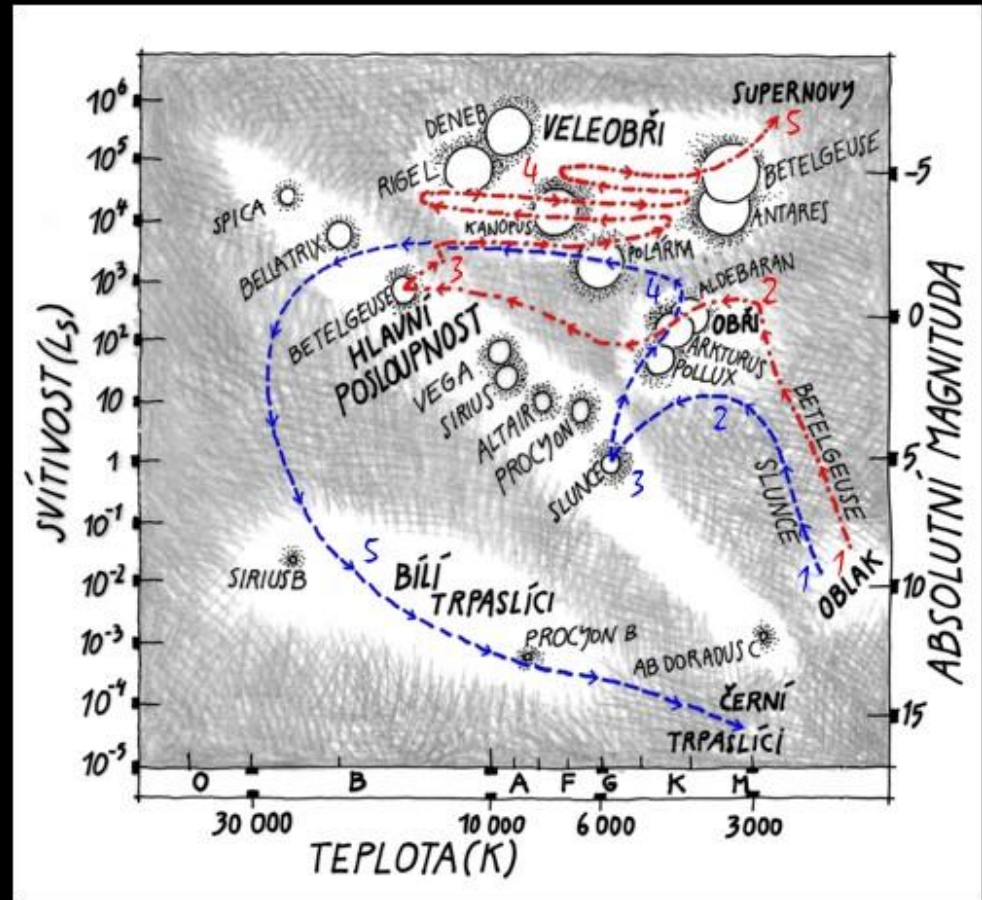 SVÍTIVOST (Ls)
10⁶
10⁵
10⁴
10³
10²
10
1
10⁻¹
10⁻²
10⁻³
10⁻⁴
10⁻⁵
SUPERNOVY
5
DENEB
VELEOBŘI
4
RIGEL
BETELGEUSE
ANTARES
SPICA
KANOPUS
BELLATRIX
POLÁRKA
3
ALDEBARAN
4
2
BETELGEUSE
HLAVNÍ
POSLOUPNOST
OBŘI
ARKTURUS
POLLUX
VEGA
SIRIUS
ALTAIR
PROCYON
2
SLUNCE
3
SLUNCE
BETELGEUSE
1
1
OBLAK
5
SIRIUS B
BÍLÍ
TRPASLÍCI
PROCYON B
AB DORADUS C
ČERNÍ
TRPASLÍCI
-5
0
5
10
15
ABSOLUTNÍ MAGNITUDA
O B A F G K M
30 000 10 000 6 000 3000
TEPLOTA (K)